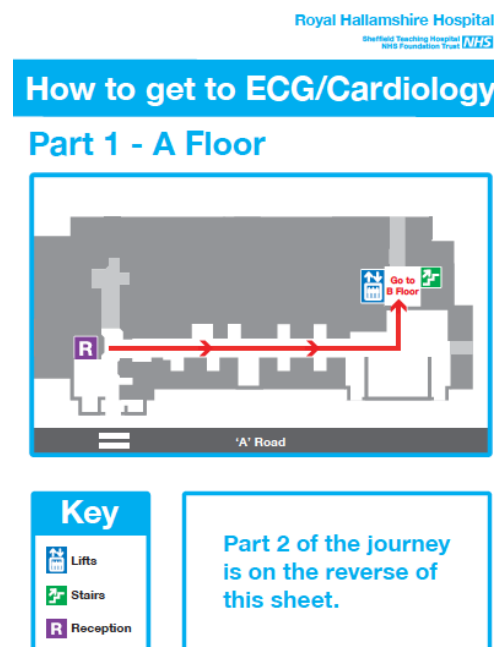 Royal Hallamshire Hospital
Sheffield Teaching Hospital NHS
NHS Foundation Trust
How to get to ECG/Cardiology
Part 1 - A Floor
Go to
B Floor
R
'A' Road
Key
Lifts
Stairs
R Reception
Part 2 of the journey
is on the reverse of
this sheet.